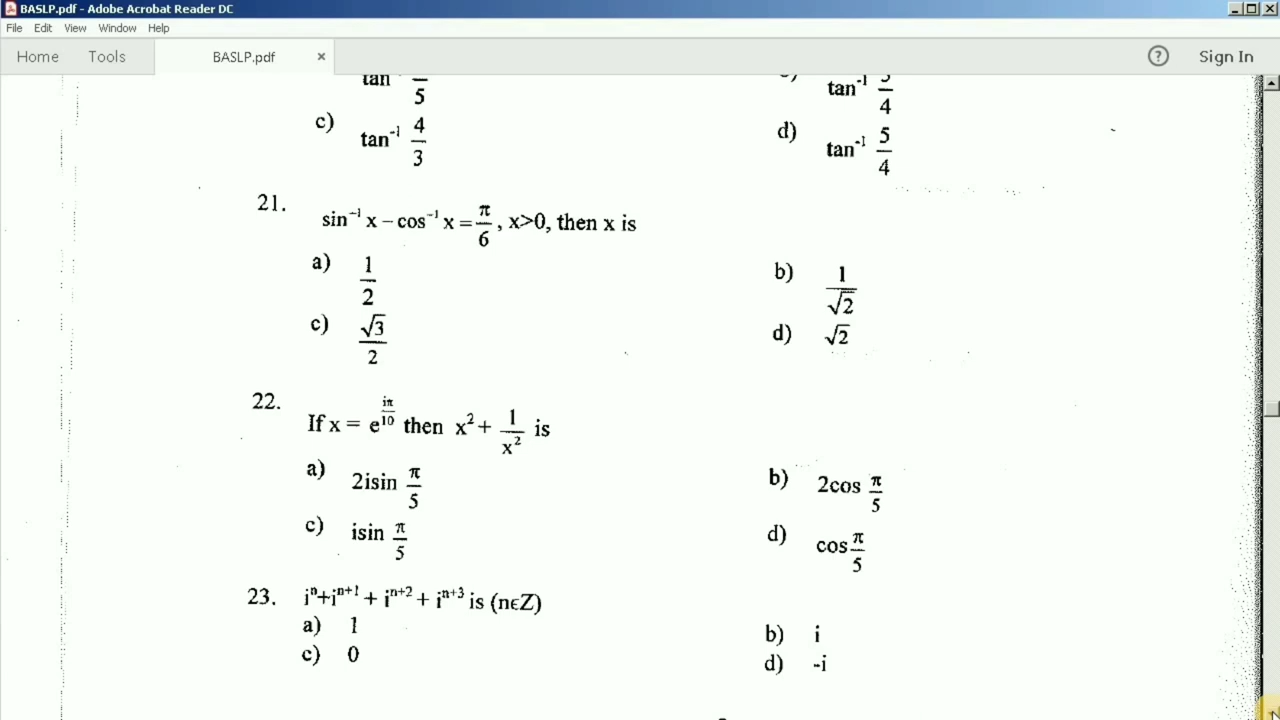 BASLP.pdf - Adobe Acrobat Reader DC
File Edit View Window Help
Home Tools BASLP.pdf × ? Sign In
tan 5
tan⁻¹ 5/4
c) tan⁻¹ 4/3
d) tan⁻¹ 5/4
21. sin⁻¹ x – cos⁻¹ x = π/6, x>0, then x is
a) 1/2
b) 1/√2
c) √3/2
d) √2
22. If x = e^(iπ/10) then x² + 1/x² is
a) 2isin π/5
b) 2cos π/5
c) isin π/5
d) cos π/5
23. iⁿ+iⁿ⁺¹ + iⁿ⁺² + iⁿ⁺³ is (nϵZ)
a) 1
b) i
c) 0
d) -i